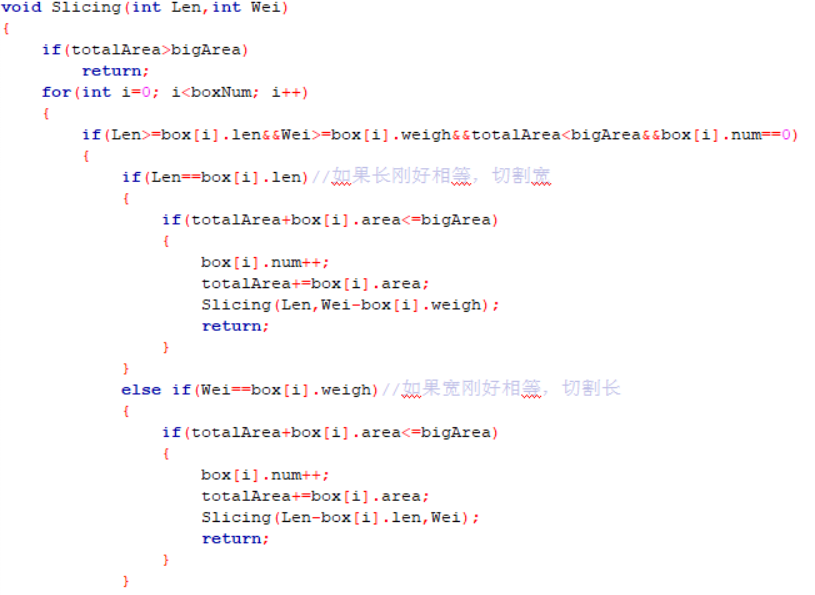 void Slicing(int Len,int Wei)
{
    if(totalArea>bigArea)
        return;
    for(int i=0; i<boxNum; i++)
    {
        if(Len>=box[i].len&&Wei>=box[i].weigh&&totalArea<bigArea&&box[i].num==0)
        {
            if(Len==box[i].len)//如果长刚好相等，切割宽
            {
                if(totalArea+box[i].area<=bigArea)
                {
                    box[i].num++;
                    totalArea+=box[i].area;
                    Slicing(Len,Wei-box[i].weigh);
                    return;
                }
            }
            else if(Wei==box[i].weigh)//如果宽刚好相等，切割长
            {
                if(totalArea+box[i].area<=bigArea)
                {
                    box[i].num++;
                    totalArea+=box[i].area;
                    Slicing(Len-box[i].len,Wei);
                    return;
                }
            }